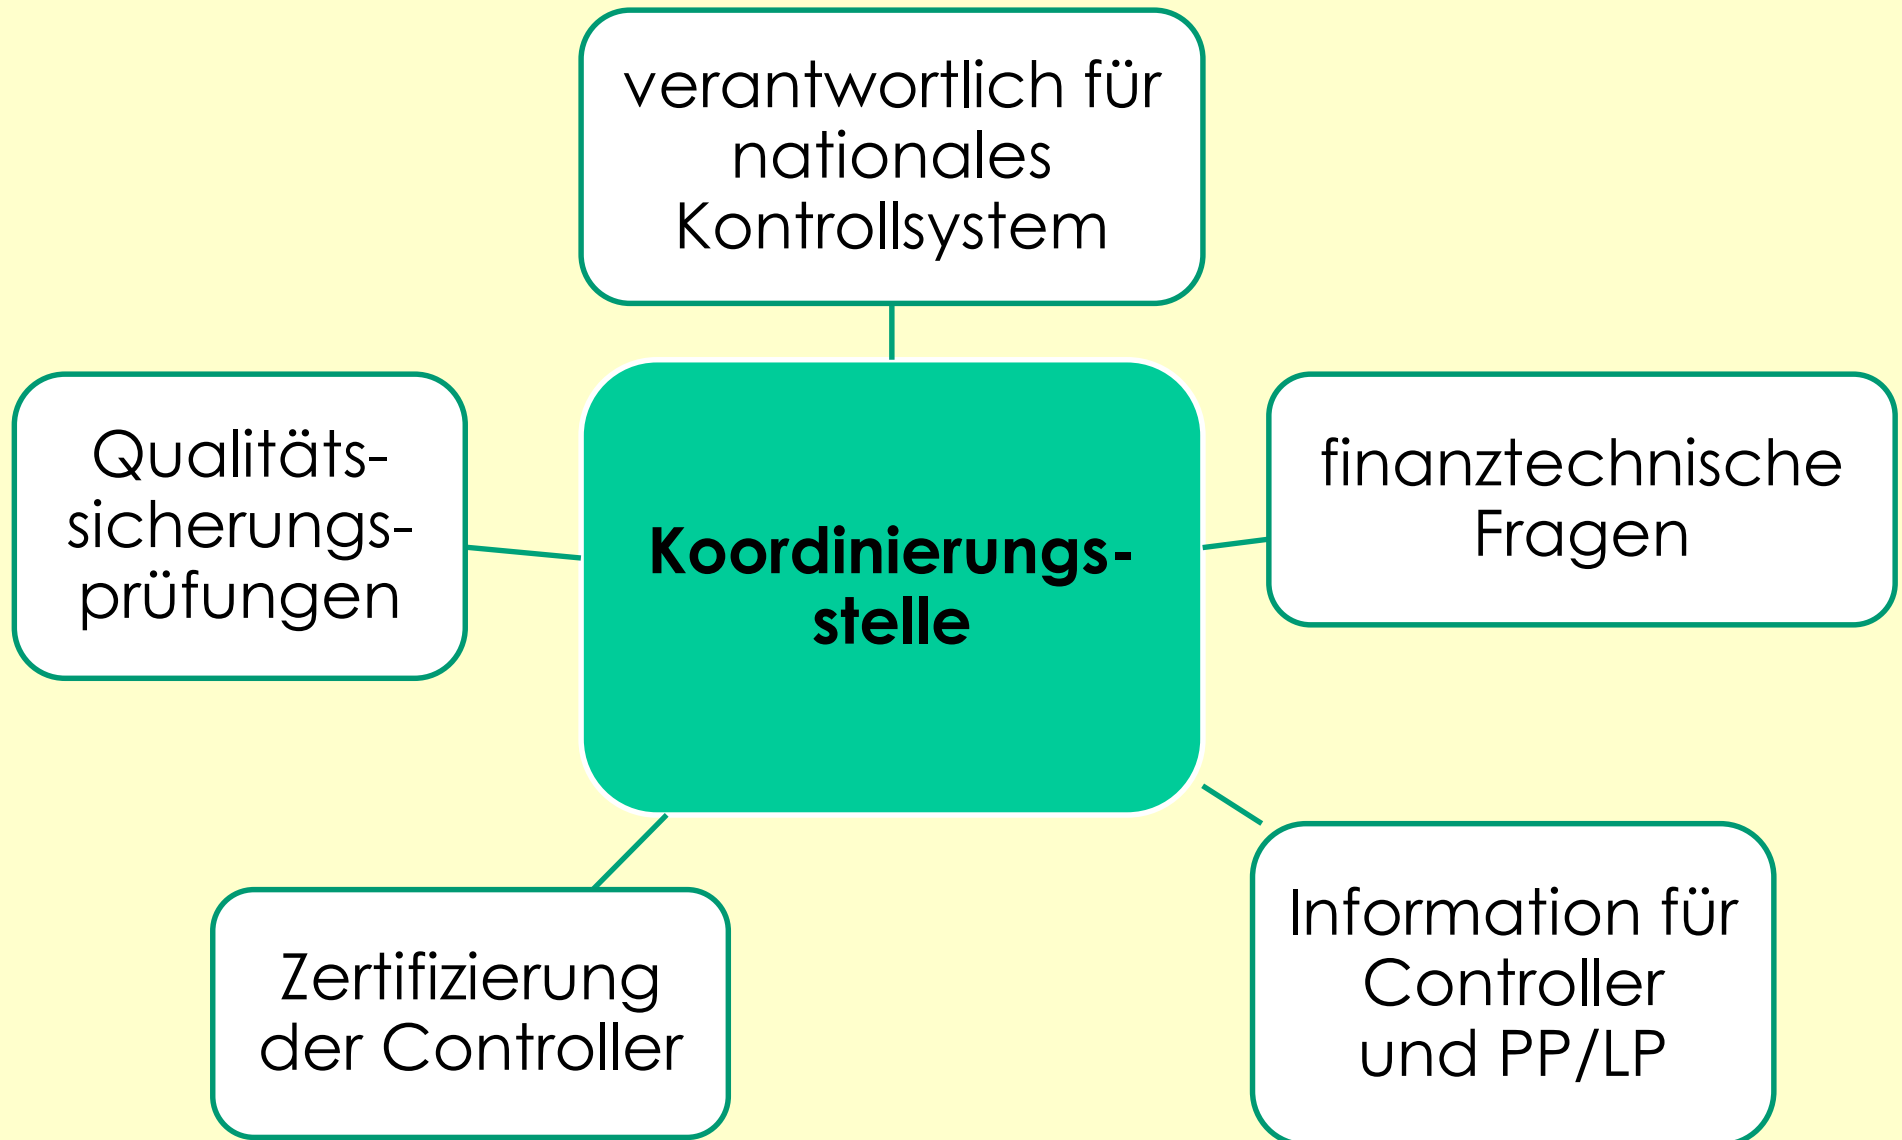 verantwortlich für
nationales
Kontrollsystem
Qualitäts-
sicherungs-
prüfungen
Koordinierungs-
stelle
finanztechnische
Fragen
Zertifizierung
der Controller
Information für
Controller
und PP/LP